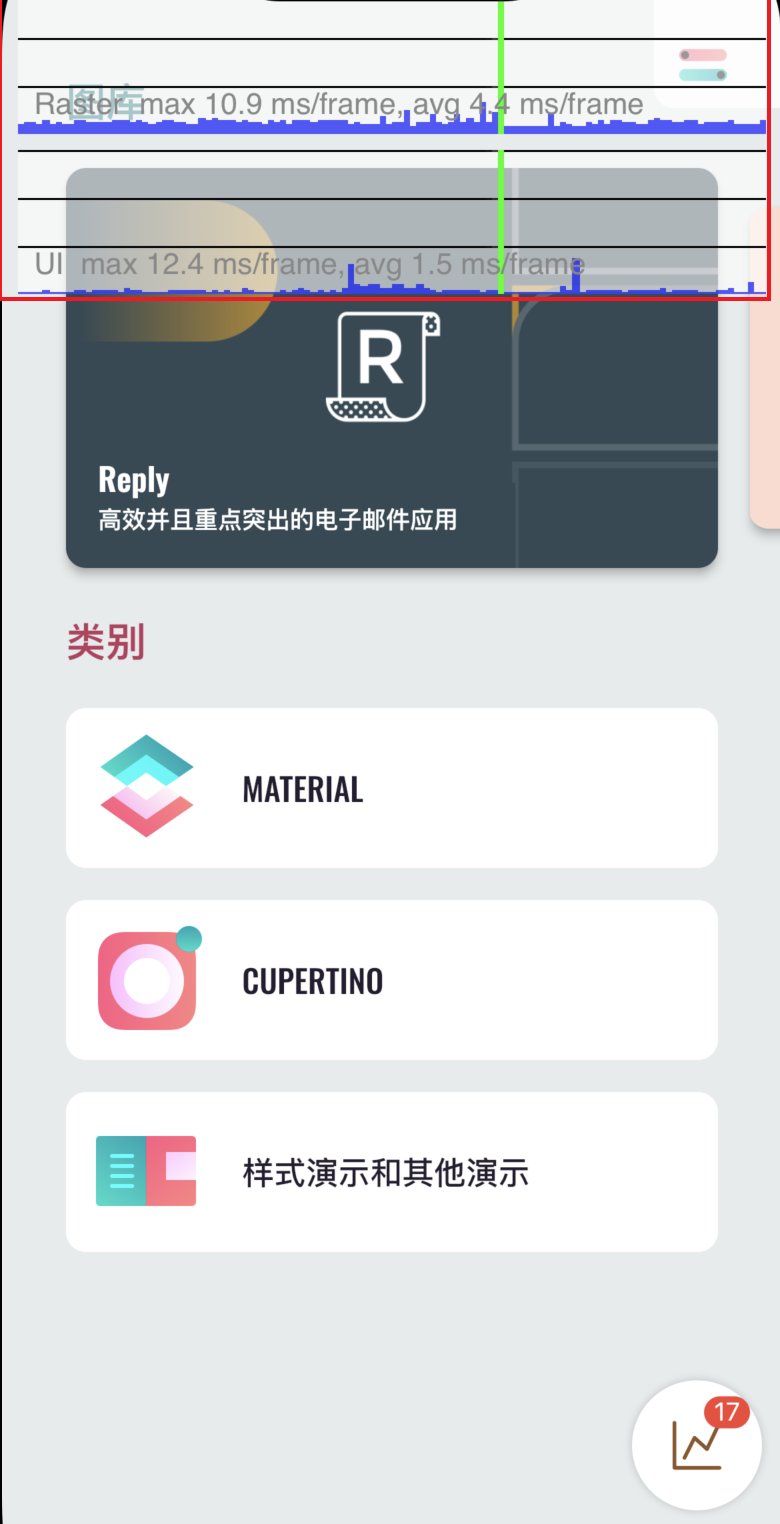 图库
Raster max 10.9 ms/frame, avg 4.4 ms/frame
UI max 12.4 ms/frame, avg 1.5 ms/frame
R
Reply
高效并且重点突出的电子邮件应用
类别
MATERIAL
CUPERTINO
样式演示和其他演示
17